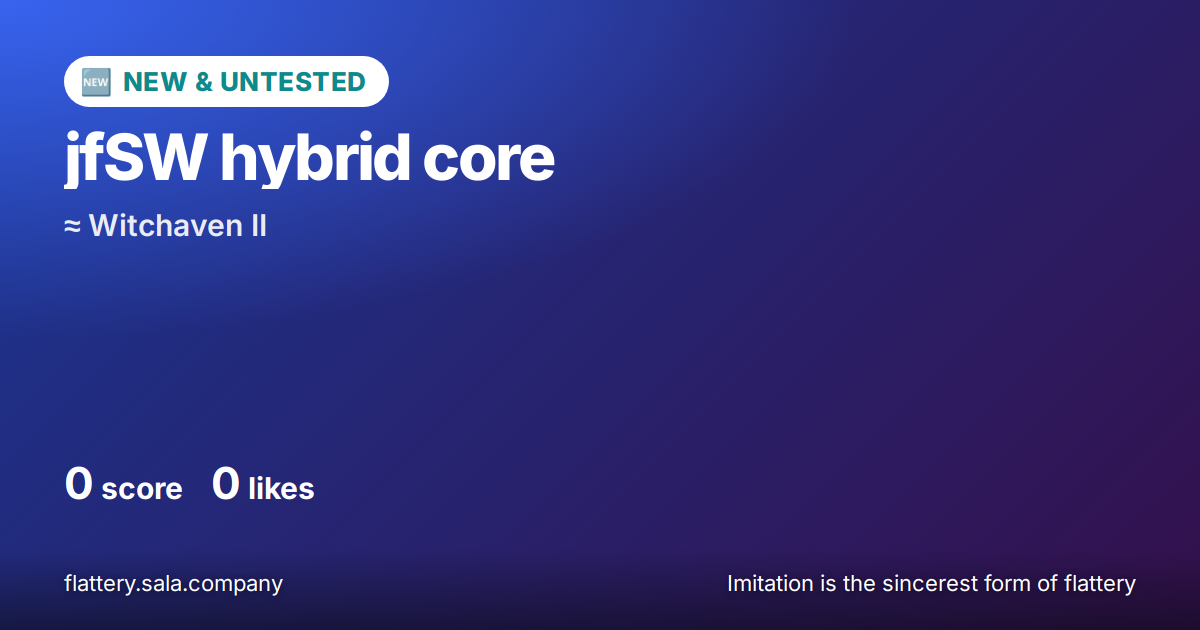 🆕 NEW & UNTESTED
jfSW hybrid core
≈ Witchaven II
0 score 0 likes
flattery.sala.company
Imitation is the sincerest form of flattery